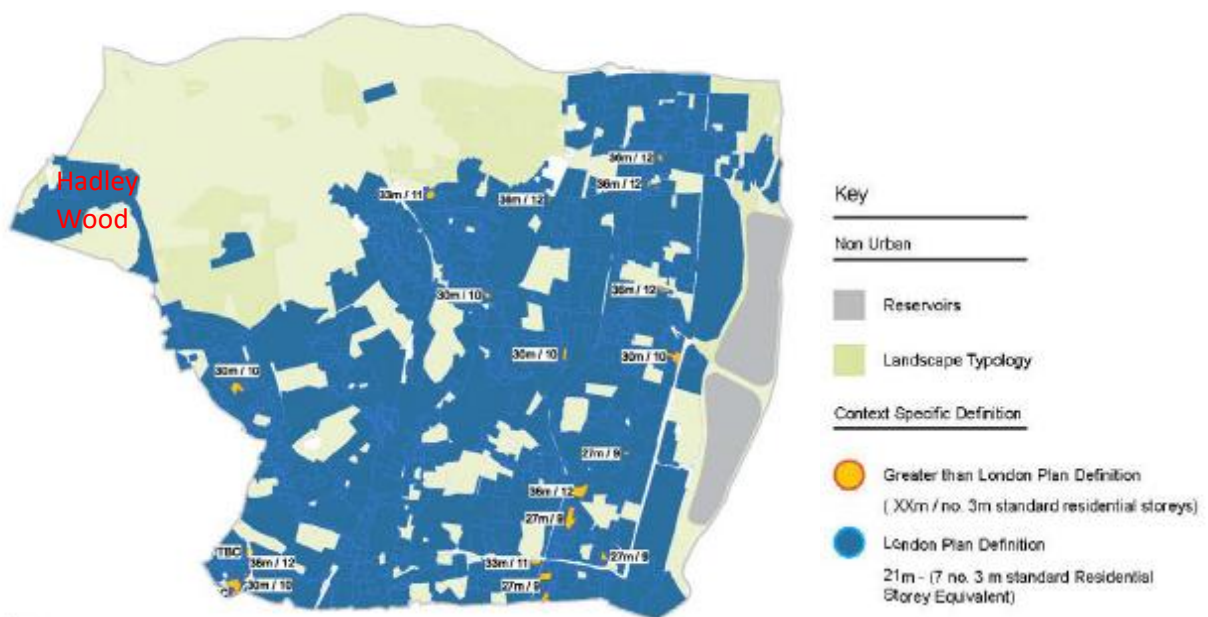 36m / 12
Hadley
Wood
33m / 11
36m / 12
36m / 12
30m / 10
36m / 12
30m / 10
30m / 10
30m / 10
27m / 9
36m / 12
27m / 9
TBC
36m / 12
33m / 11
27m / 9
30m / 10
27m / 9
Key
Non Urban
Reservoirs
Landscape Typology
Context Specific Definition
Greater than London Plan Definition
( XXm / no. 3m standard residential storeys)
London Plan Definition
21m - (7 no. 3 m standard Residential
Storey Equivalent)